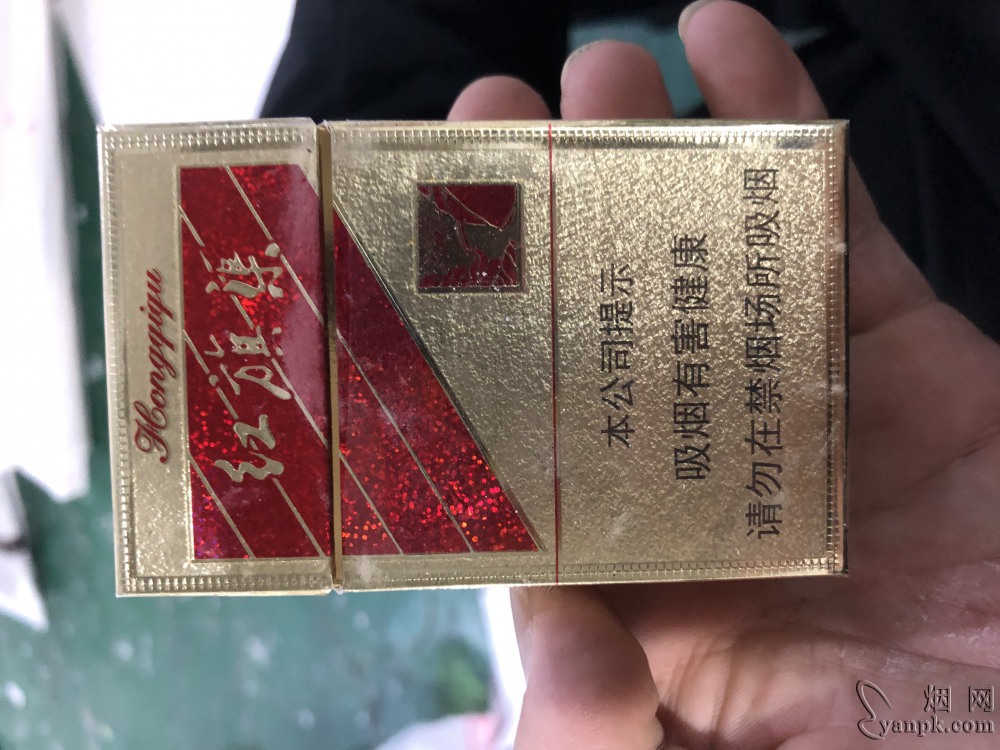 Hongqiqu
红旗渠
本公司提示
吸烟有害健康
请勿在禁烟场所吸烟
烟网
yanpk.com